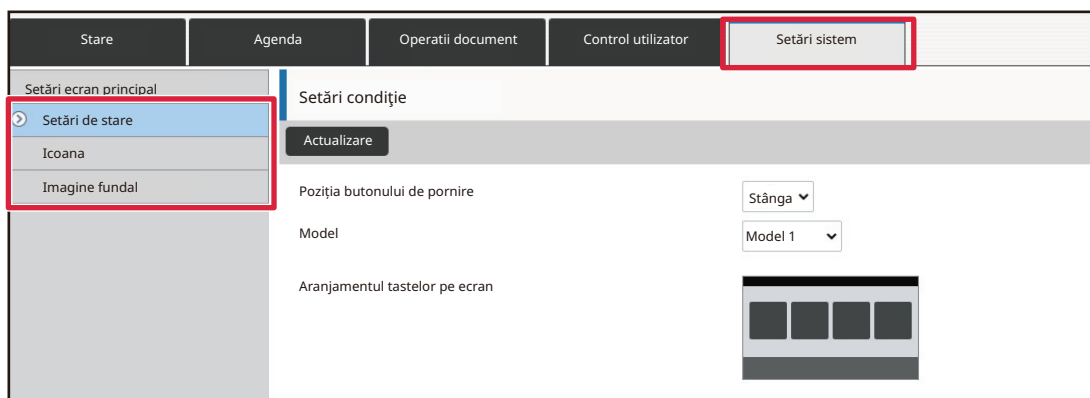 Stare
Agenda
Operatii document
Control utilizator
Setări sistem
Setări ecran principal
Setări de stare
Icoana
Imagine fundal
Setări condiţie
Actualizare
Poziția butonului de pornire
Stânga
Model
Model 1
Aranjamentul tastelor pe ecran